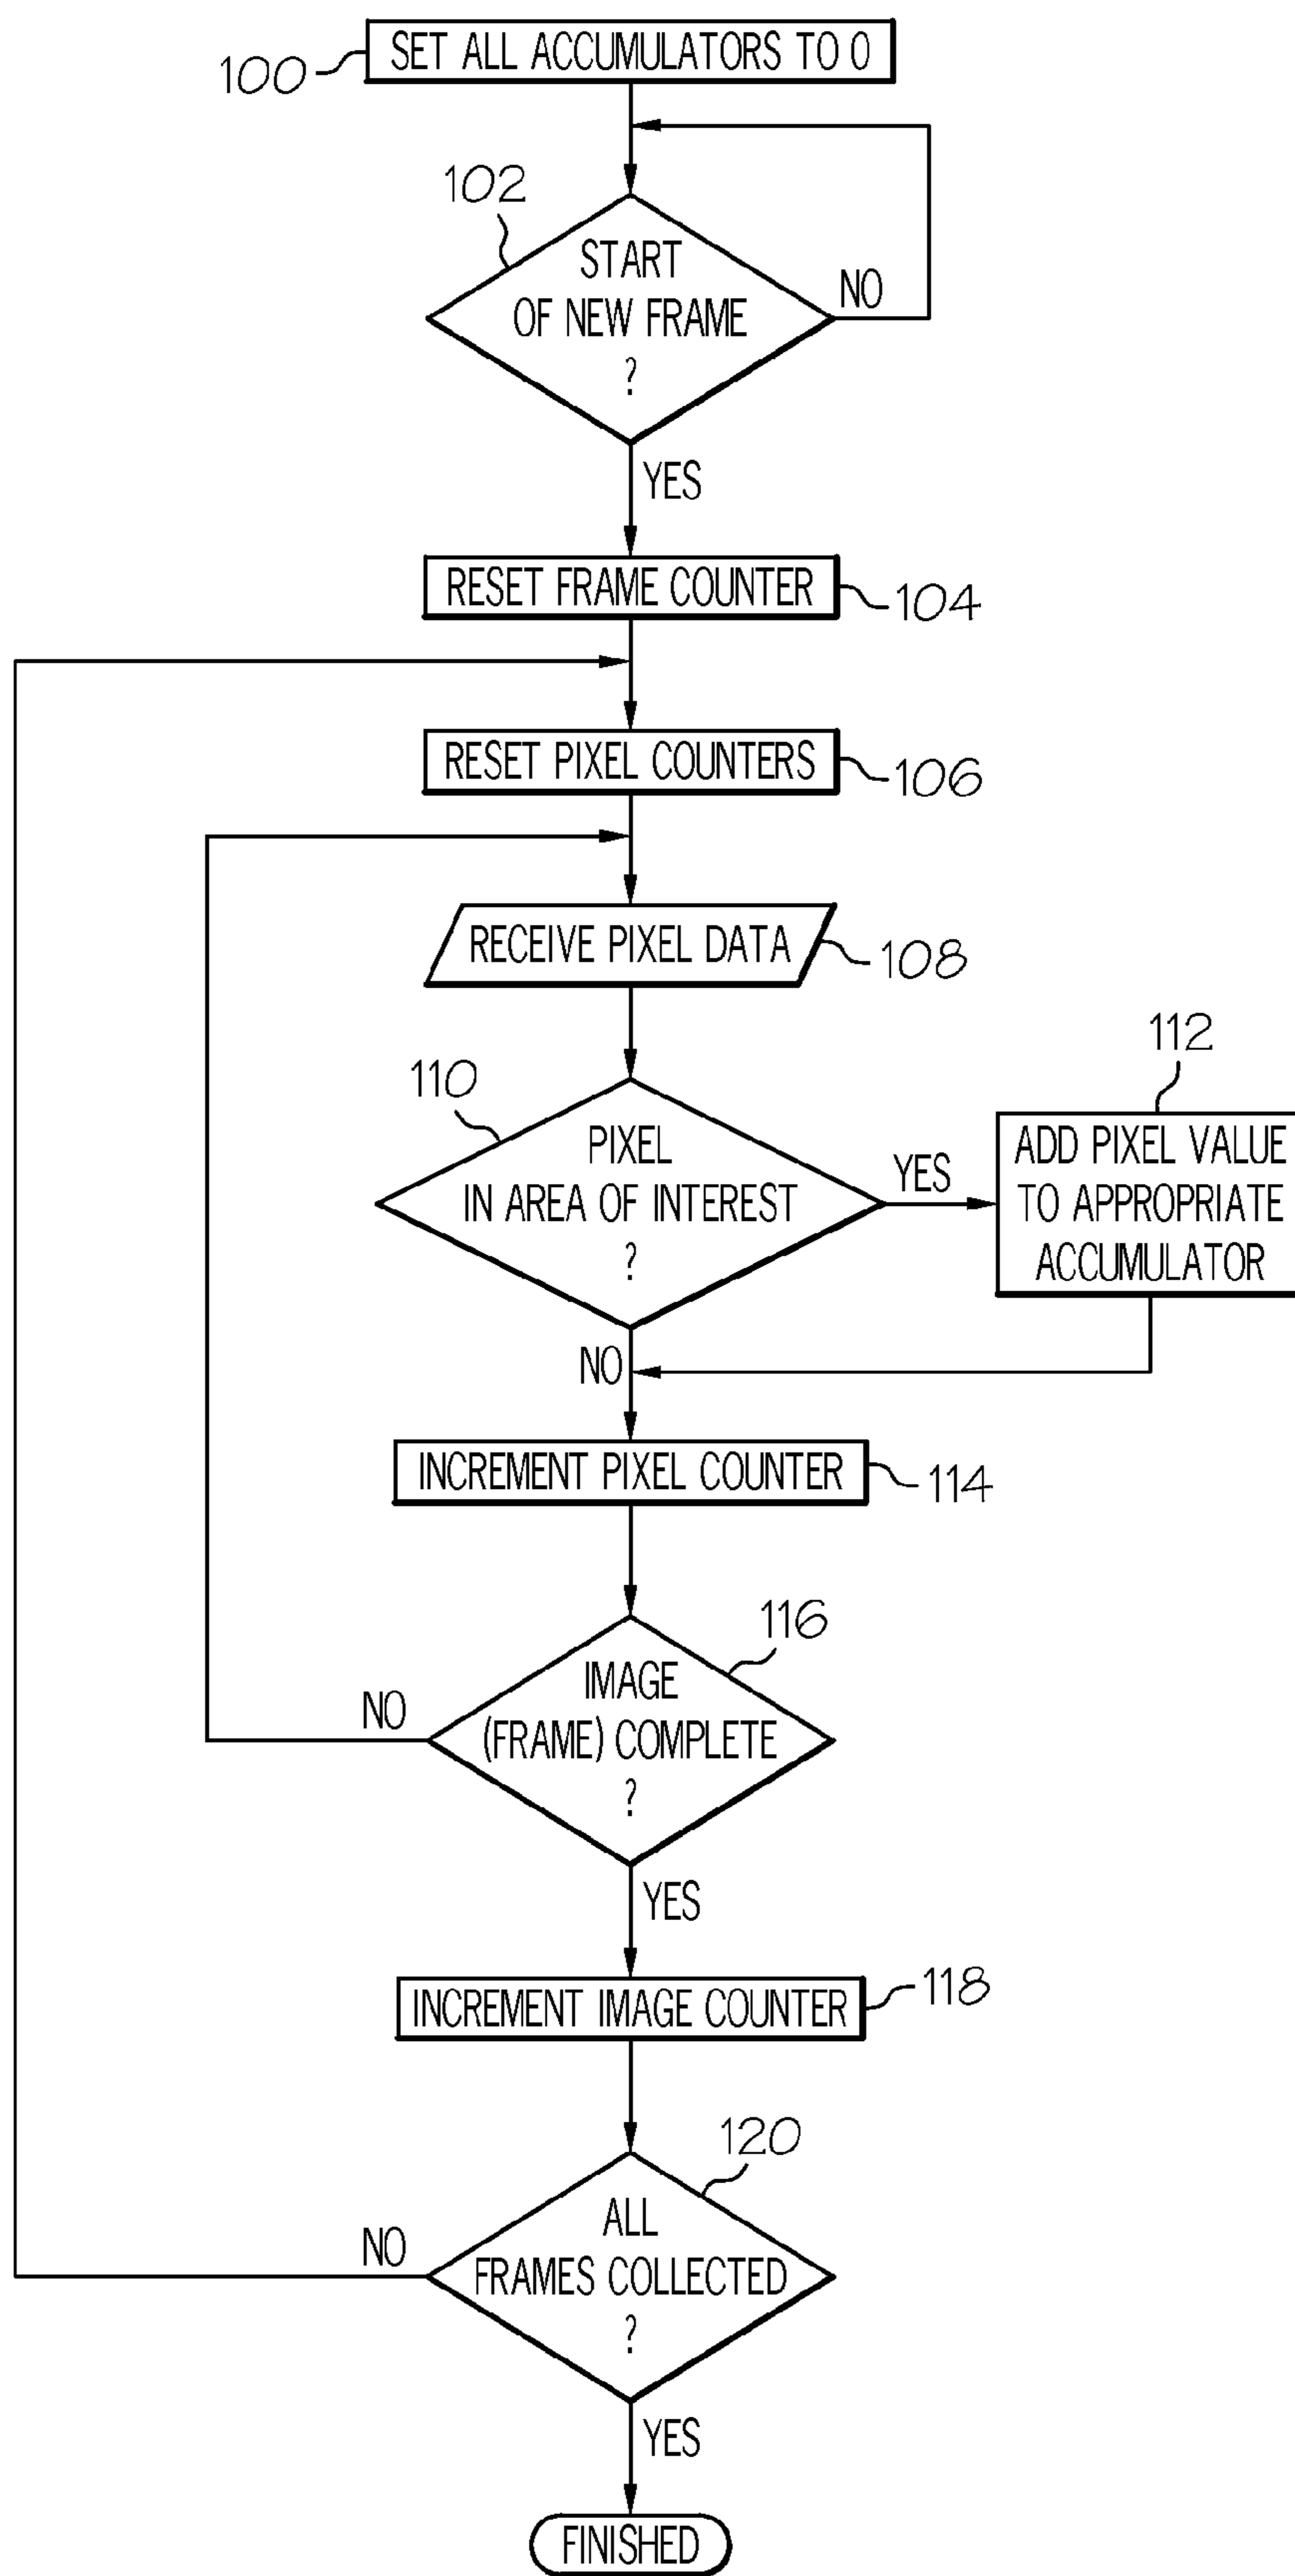 SET ALL ACCUMULATORS TO 0
100
102
START
OF NEW FRAME
?
NO
YES
RESET FRAME COUNTER
104
RESET PIXEL COUNTERS
106
RECEIVE PIXEL DATA
108
110
PIXEL
IN AREA OF INTEREST
?
YES
112
ADD PIXEL VALUE
TO APPROPRIATE
ACCUMULATOR
NO
INCREMENT PIXEL COUNTER
114
116
IMAGE
(FRAME) COMPLETE
?
NO
YES
INCREMENT IMAGE COUNTER
118
120
ALL
FRAMES COLLECTED
?
NO
YES
FINISHED